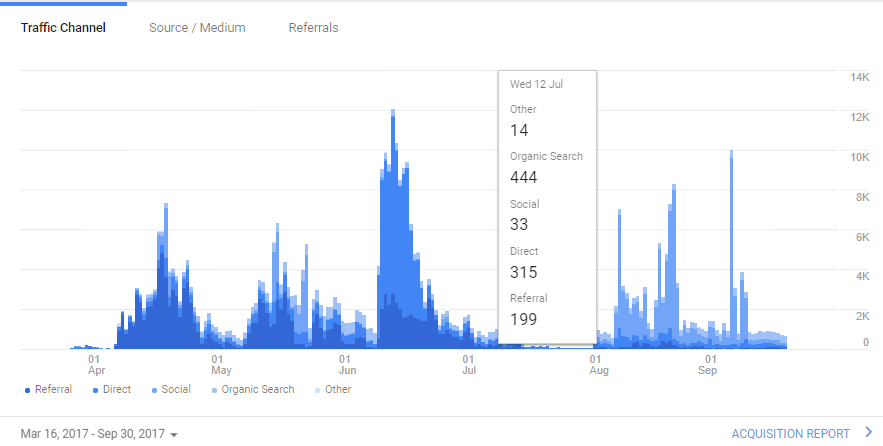 Traffic Channel Source / Medium Referrals
14K
12K
10K
8K
6K
4K
2K
0
Wed 12 Jul
Other
14
Organic Search
444
Social
33
Direct
315
Referral
199
01 01 01 01 01 01
Apr May Jun Jul Aug Sep
Referral Direct Social Organic Search Other
Mar 16, 2017 - Sep 30, 2017 ACQUISITION REPORT